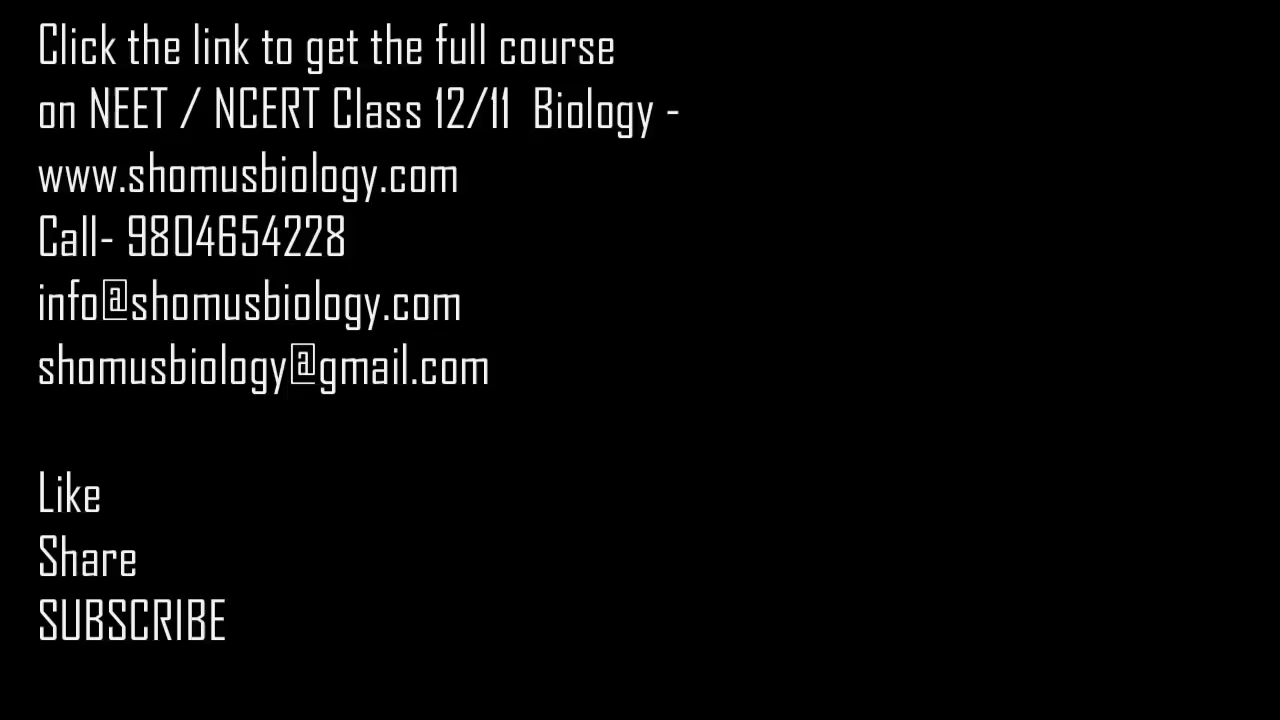 Click the link to get the full course
on NEET / NCERT Class 12/11  Biology -
www.shomusbiology.com
Call- 9804654228
info@shomusbiology.com
shomusbiology@gmail.com
Like
Share
SUBSCRIBE